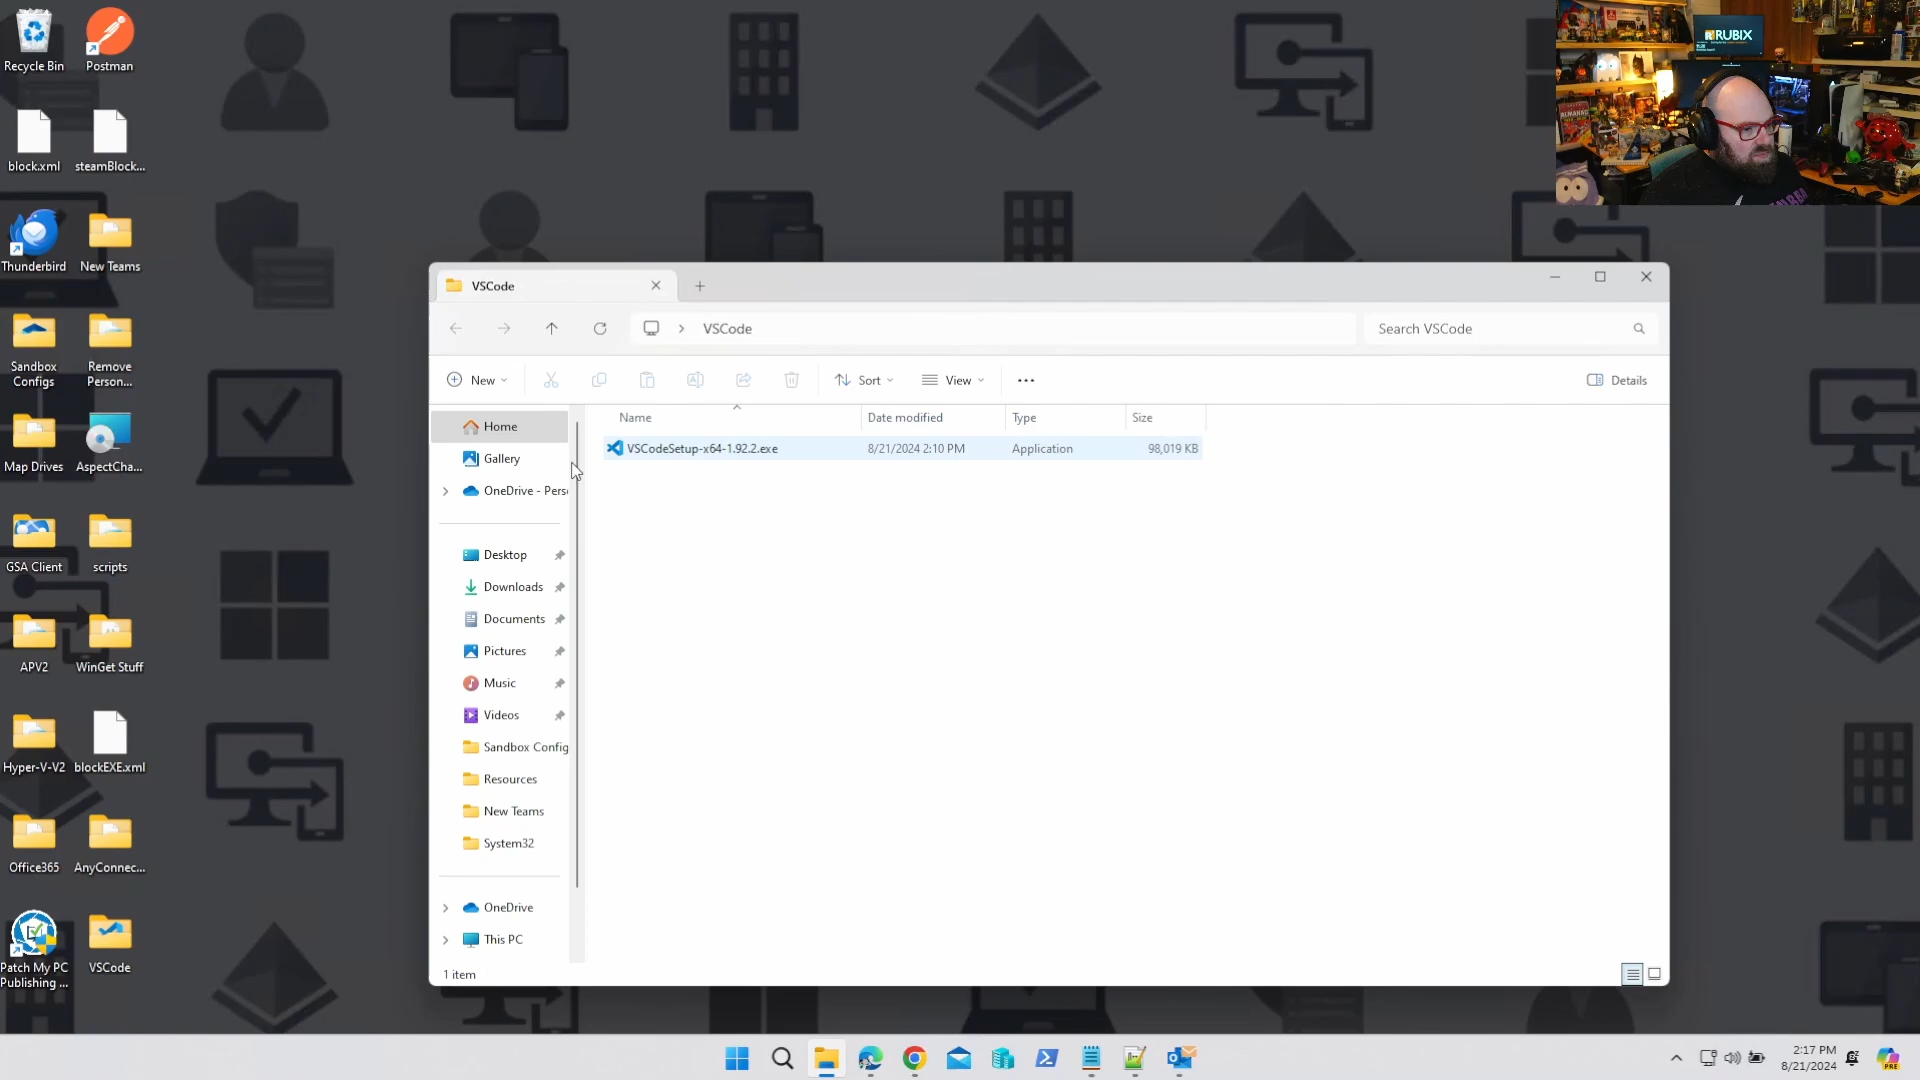 Recycle Bin
Postman
RUBIX
block.xml
steamBlock...
Thunderbird
New Teams
Sandbox
Configs
Remove
Person...
Map Drives
AspectCha...
GSA Client
scripts
APV2
WinGet Stuff
Hyper-V-V2
blockEXE.xml
Office365
AnyConnec...
Patch My PC
Publishing ...
VSCode
VSCode
VSCode
Search VSCode
New
Sort
View
Details
Name
Date modified
Type
Size
VSCodeSetup-x64-1.92.2.exe
8/21/2024 2:10 PM
Application
98,019 KB
Home
Gallery
OneDrive - Perso
Desktop
Downloads
Documents
Pictures
Music
Videos
Sandbox Config
Resources
New Teams
System32
OneDrive
This PC
1 item
2:17 PM
8/21/2024
PRE